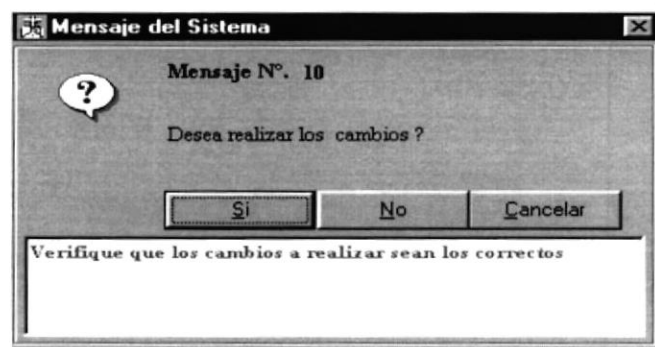 Mensaje del Sistema
Mensaje Nº. 10
?
Desea realizar los cambios ?
Si No Cancelar
Verifique que los cambios a realizar sean los correctos